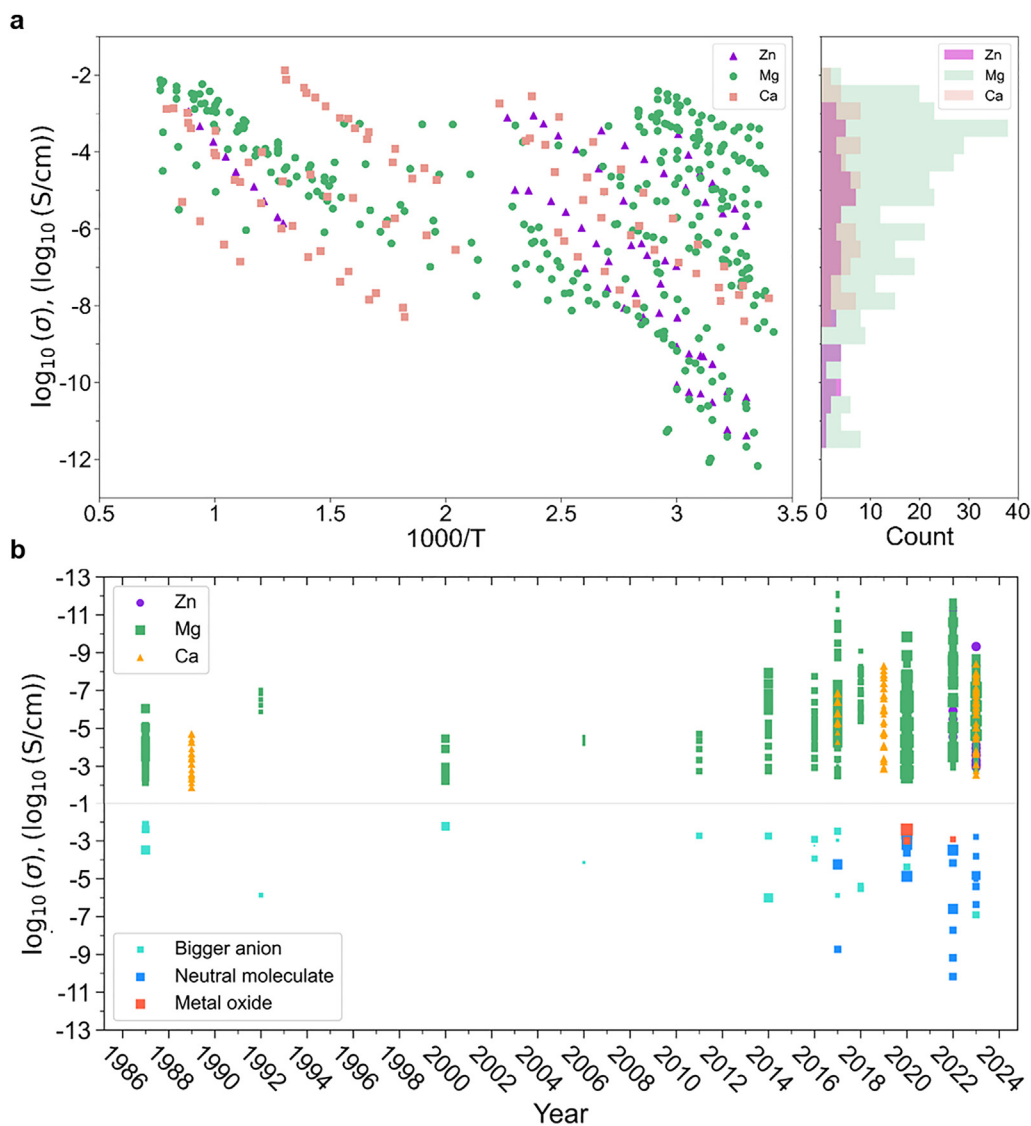 a
Zn
Mg
Ca
Zn
Mg
Ca
log₁₀(σ), (log₁₀(S/cm))
-2
-4
-6
-8
-10
-12
0.5 1 1.5 2 2.5 3 3.5
1000/T
0 10 20 30 40
Count
b
Zn
Mg
Ca
log₁₀(σ), (log₁₀(S/cm))
-13
-11
-9
-7
-5
-3
-1
-3
-5
-7
-9
-11
-13
Bigger anion
Neutral moleculate
Metal oxide
1986 1988 1990 1992 1994 1996 1998 2000 2002 2004 2006 2008 2010 2012 2014 2016 2018 2020 2022 2024
Year